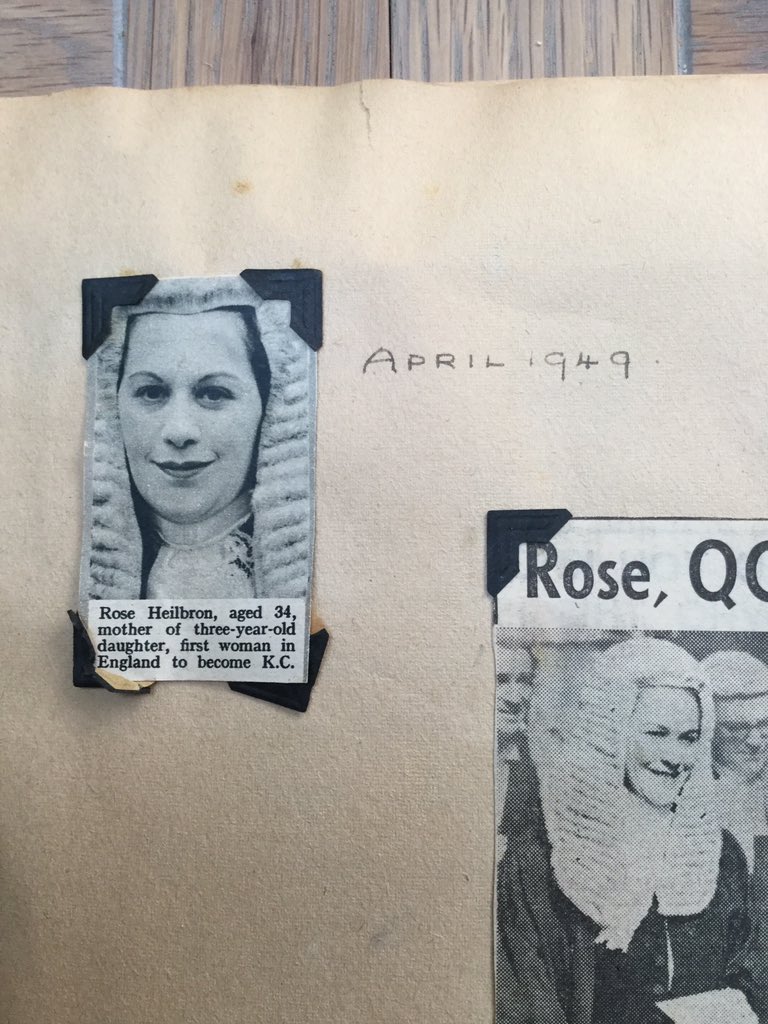 APRIL 1949.
Rose Heilbron, aged 34,
mother of three-year-old
daughter, first woman in
England to become K.C.
Rose, QC